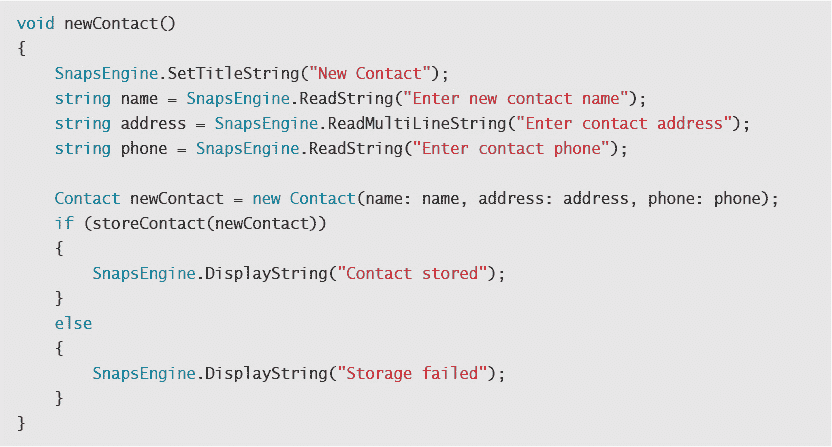 void newContact()
{
    SnapsEngine.SetTitleString("New Contact");
    string name = SnapsEngine.ReadString("Enter new contact name");
    string address = SnapsEngine.ReadMultiLineString("Enter contact address");
    string phone = SnapsEngine.ReadString("Enter contact phone");

    Contact newContact = new Contact(name: name, address: address, phone: phone);
    if (storeContact(newContact))
    {
        SnapsEngine.DisplayString("Contact stored");
    }
    else
    {
        SnapsEngine.DisplayString("Storage failed");
    }
}